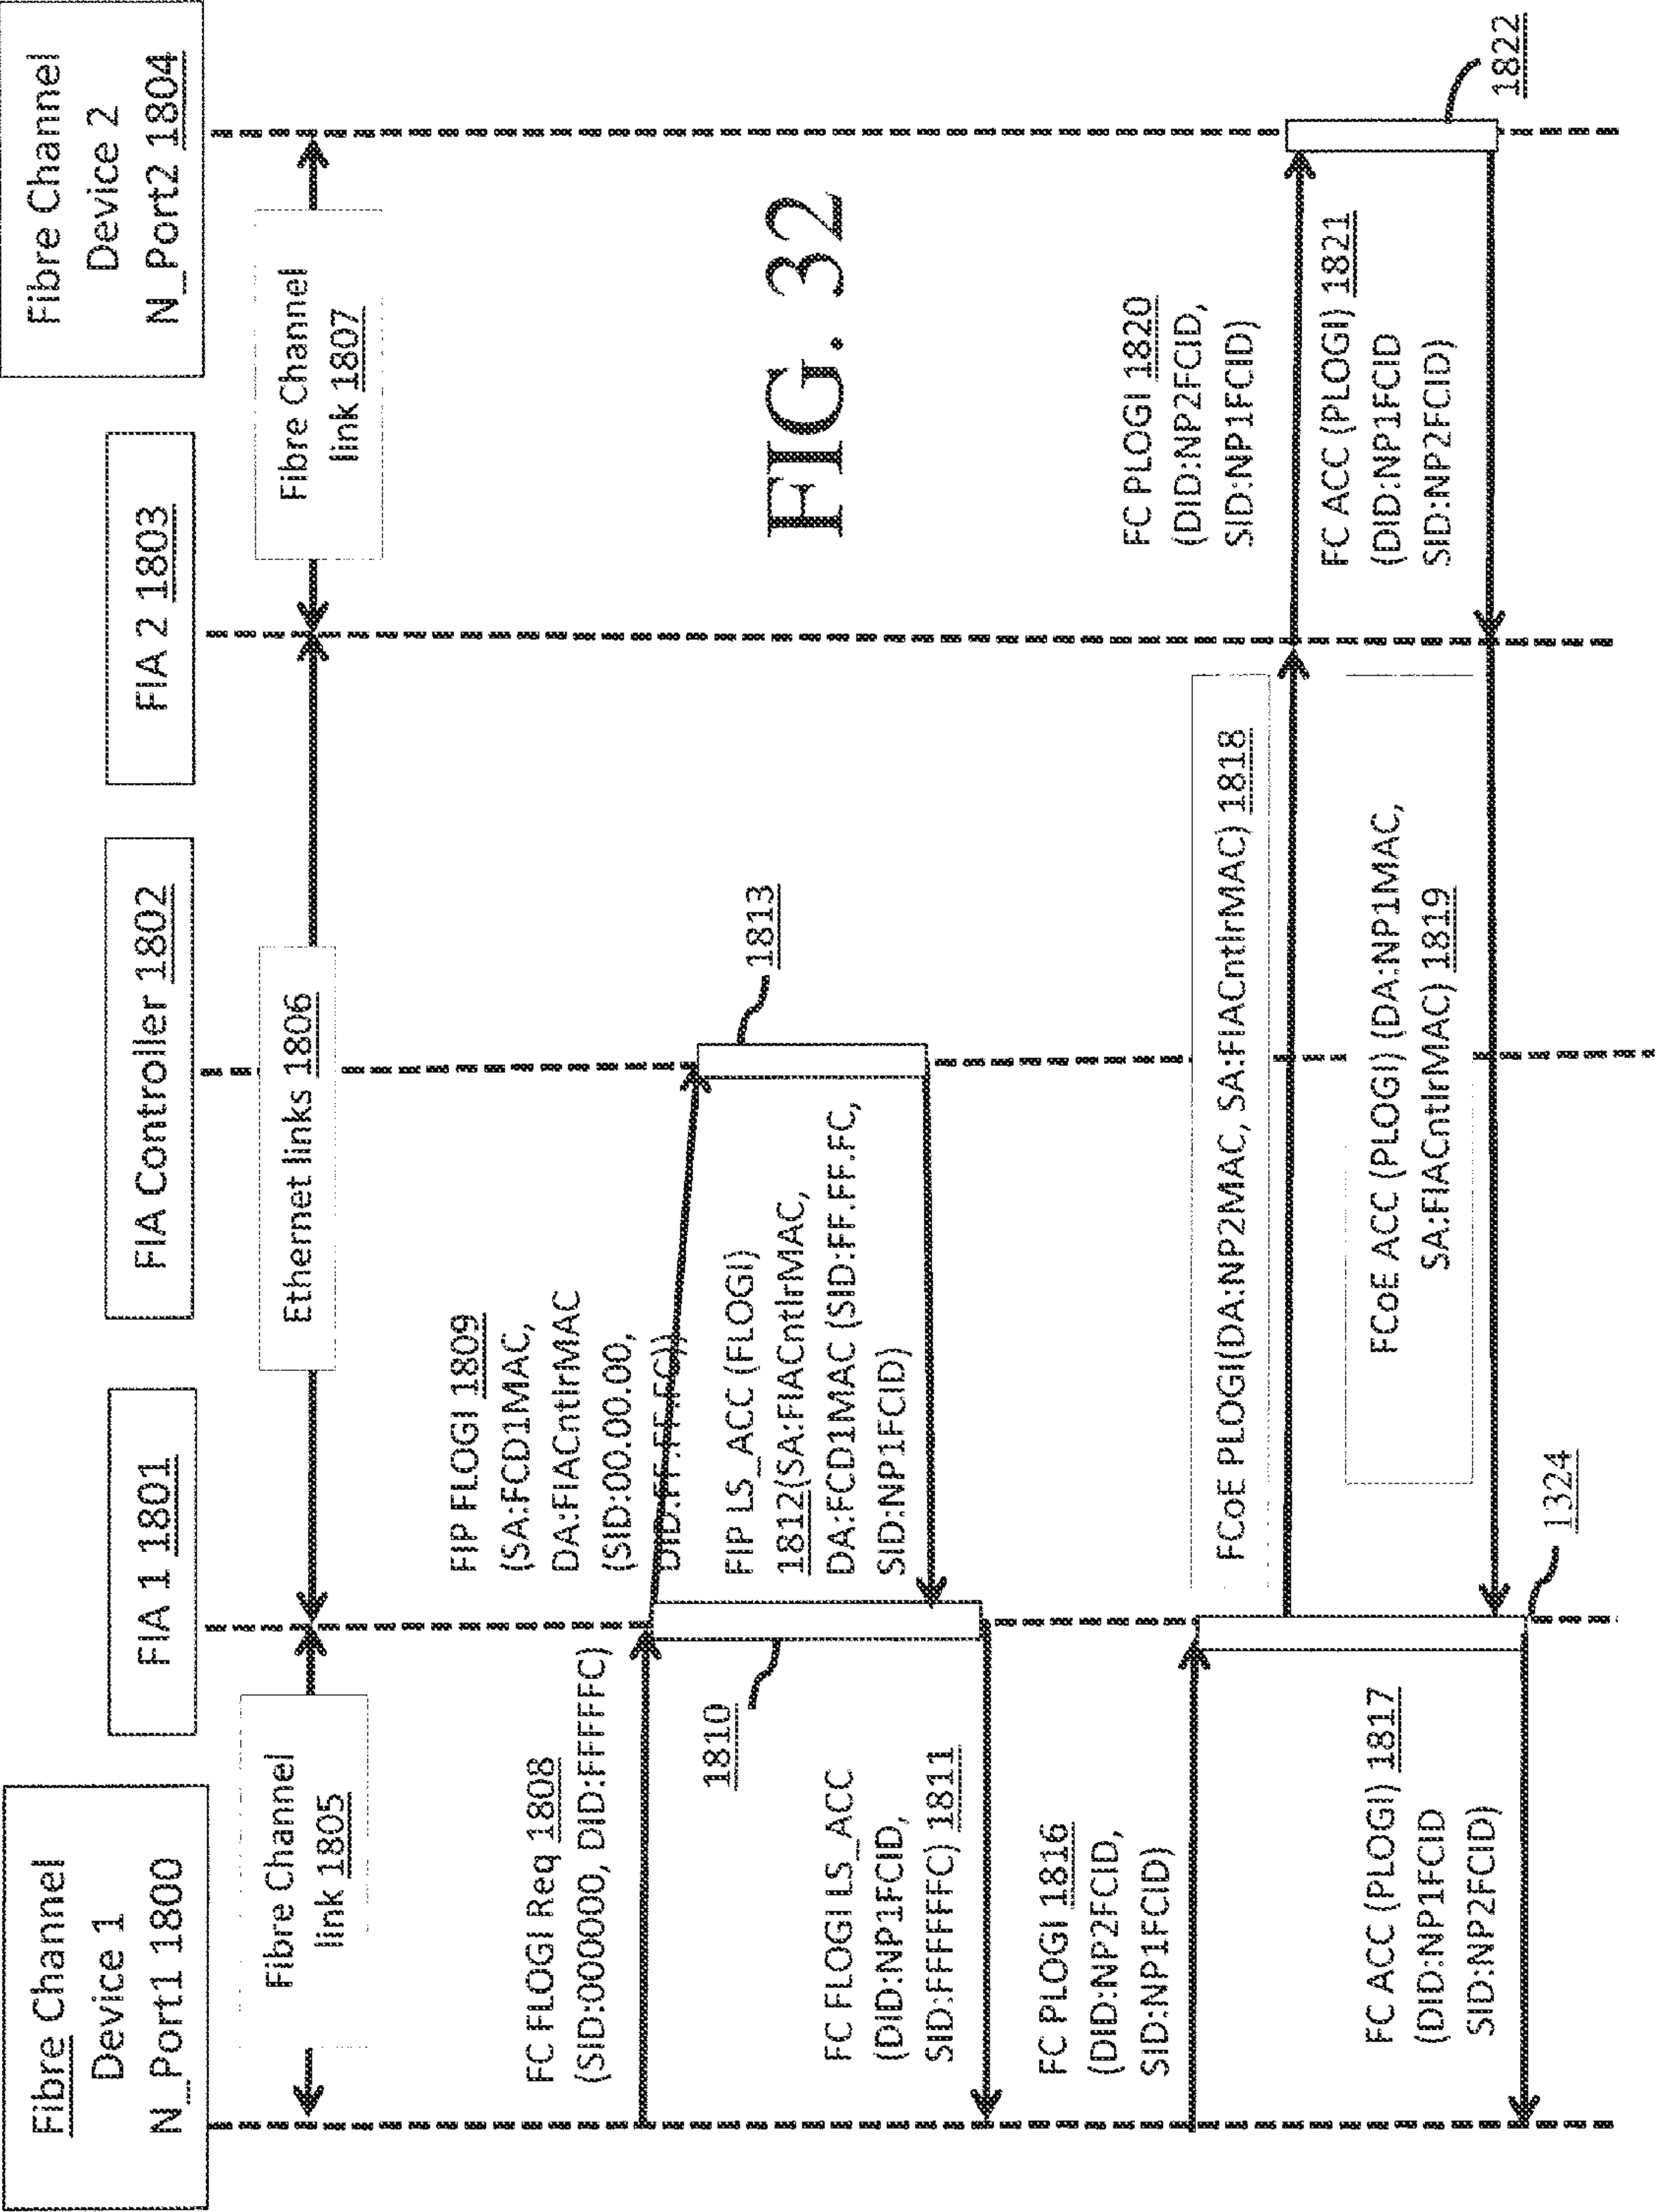 Fibre Channel
Device 1
N_Port1 1800
FIA 1 1801
FIA Controller 1802
FIA 2 1803
Fibre Channel
Device 2
N_Port2 1804
Fibre Channel
link 1805
Ethernet links 1806
Fibre Channel
link 1807
FC FLOGI Req 1808
(SID:000000, DID:FFFFFC)
FIP FLOGI 1809
(SA:FCD1MAC,
DA:FIACntlrMAC
(SID:00.00.00,
DID:FF.FF.FC))
1810
1813
FIP LS_ACC (FLOGI)
1812(SA:FIACntlrMAC,
DA:FCD1MAC (SID:FF.FF.FC,
SID:NP1FCID)
FC FLOGI LS_ACC
(DID:NP1FCID,
SID:FFFFFC) 1811
FIG. 32
FC PLOGI 1816
(DID:NP2FCID,
SID:NP1FCID)
FCoE PLOGI(DA:NP2MAC, SA:FIACntlrMAC) 1818
FC PLOGI 1820
(DID:NP2FCID,
SID:NP1FCID)
FC ACC (PLOGI) 1821
(DID:NP1FCID
SID:NP2FCID)
1822
FCoE ACC (PLOGI) (DA:NP1MAC,
SA:FIACntlrMAC) 1819
FC ACC (PLOGI) 1817
(DID:NP1FCID
SID:NP2FCID)
1324